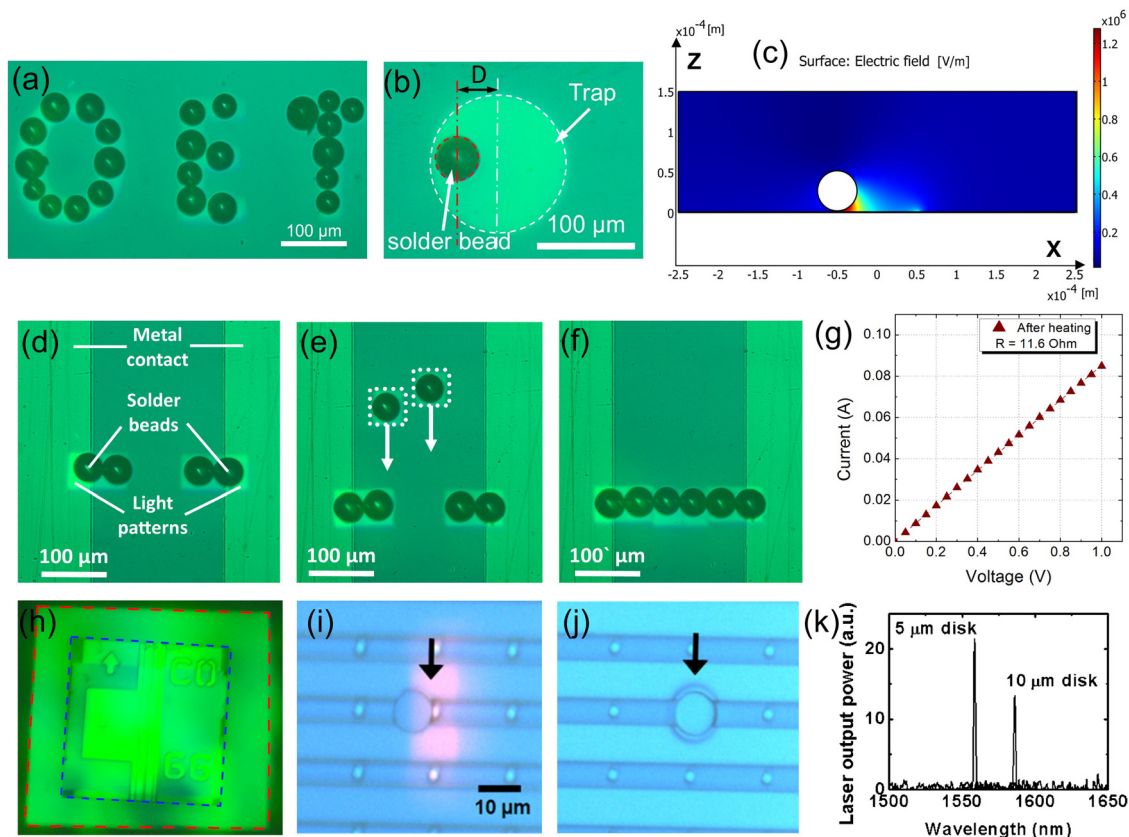 (a)
100 µm
(b)
D
Trap
solder bead
100 µm
(c)
x10⁻⁴ [m]
Z
Surface: Electric field [V/m]
1.5
1
0.5
0
-2.5 -2 -1.5 -1 -0.5 0 0.5 1 1.5 2 2.5
X
x10⁻⁴ [m]
x10⁶
1.2
1
0.8
0.6
0.4
0.2
(d)
Metal
contact
Solder
beads
Light
patterns
100 µm
(e)
100 µm
(f)
100` µm
(g)
After heating
R = 11.6 Ohm
Current (A)
0.10
0.08
0.06
0.04
0.02
0.00
0.0 0.2 0.4 0.6 0.8 1.0
Voltage (V)
(h)
CO
66
(i)
10 µm
(j)
(k)
5 µm disk
10 µm disk
Laser output power (a.u.)
20
10
0
1500 1550 1600 1650
Wavelength (nm)